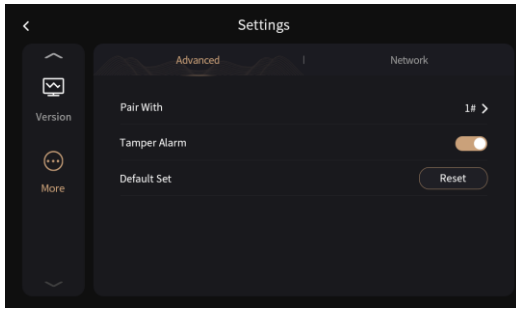 Settings
Advanced
Network
Version
More
Pair With
1#
Tamper Alarm
Default Set
Reset